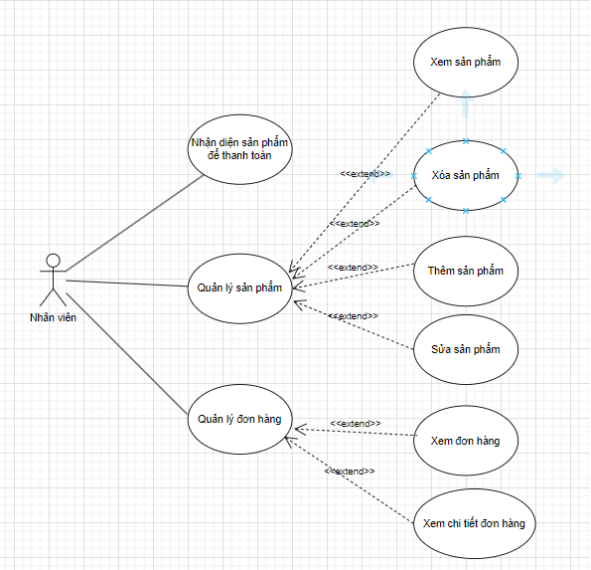 Xem sản phẩm
Nhận diện sản phẩm
để thanh toán
<<extend>>
Xóa sản phẩm
<<extend>>
<<extend>>
Thêm sản phẩm
Quản lý sản phẩm
Nhân viên
<<extend>>
Sửa sản phẩm
Quản lý đơn hàng
<<extend>>
Xem đơn hàng
<<extend>>
Xem chi tiết đơn hàng